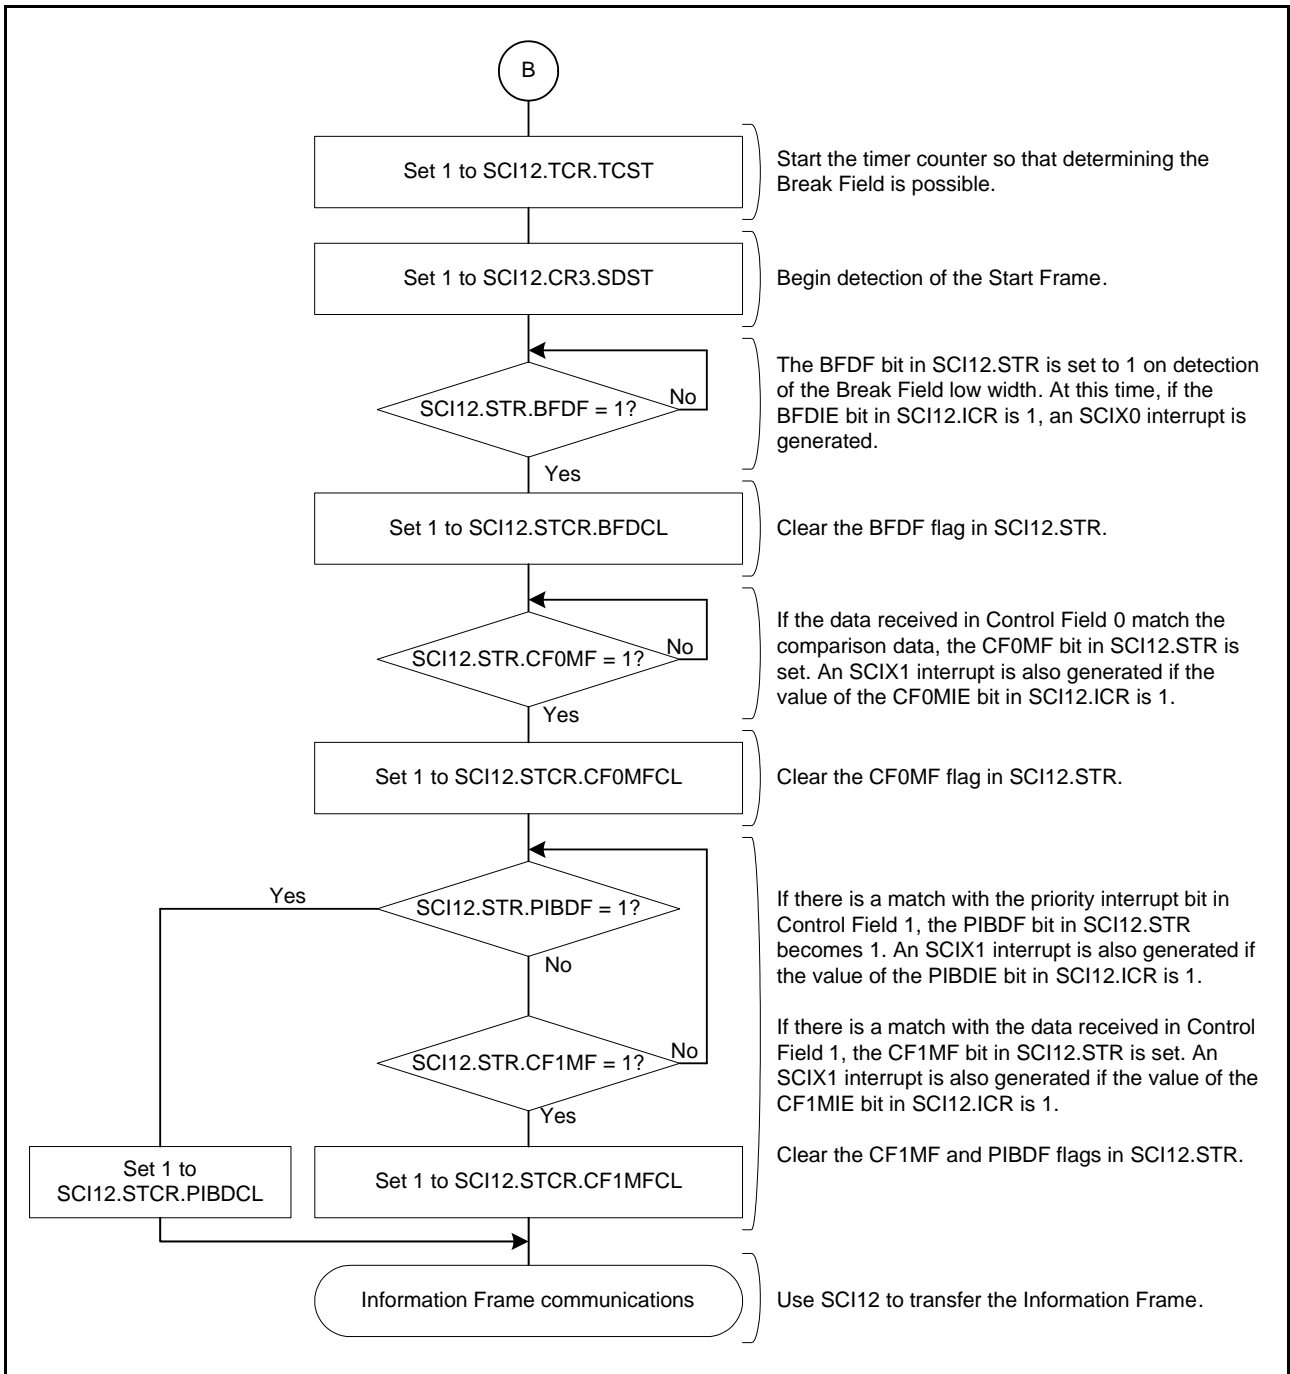 B
Set 1 to SCI12.TCR.TCST
Start the timer counter so that determining the
Break Field is possible.
Set 1 to SCI12.CR3.SDST
Begin detection of the Start Frame.
SCI12.STR.BFDF = 1?
No
Yes
The BFDF bit in SCI12.STR is set to 1 on detection
of the Break Field low width. At this time, if the
BFDIE bit in SCI12.ICR is 1, an SCIX0 interrupt is
generated.
Set 1 to SCI12.STCR.BFDCL
Clear the BFDF flag in SCI12.STR.
SCI12.STR.CF0MF = 1?
No
Yes
If the data received in Control Field 0 match the
comparison data, the CF0MF bit in SCI12.STR is
set. An SCIX1 interrupt is also generated if the
value of the CF0MIE bit in SCI12.ICR is 1.
Set 1 to SCI12.STCR.CF0MFCL
Clear the CF0MF flag in SCI12.STR.
Yes
SCI12.STR.PIBDF = 1?
No
If there is a match with the priority interrupt bit in
Control Field 1, the PIBDF bit in SCI12.STR
becomes 1. An SCIX1 interrupt is also generated if
the value of the PIBDIE bit in SCI12.ICR is 1.
SCI12.STR.CF1MF = 1?
No
Yes
If there is a match with the data received in Control
Field 1, the CF1MF bit in SCI12.STR is set. An
SCIX1 interrupt is also generated if the value of the
CF1MIE bit in SCI12.ICR is 1.
Set 1 to
SCI12.STCR.PIBDCL
Set 1 to SCI12.STCR.CF1MFCL
Clear the CF1MF and PIBDF flags in SCI12.STR.
Information Frame communications
Use SCI12 to transfer the Information Frame.